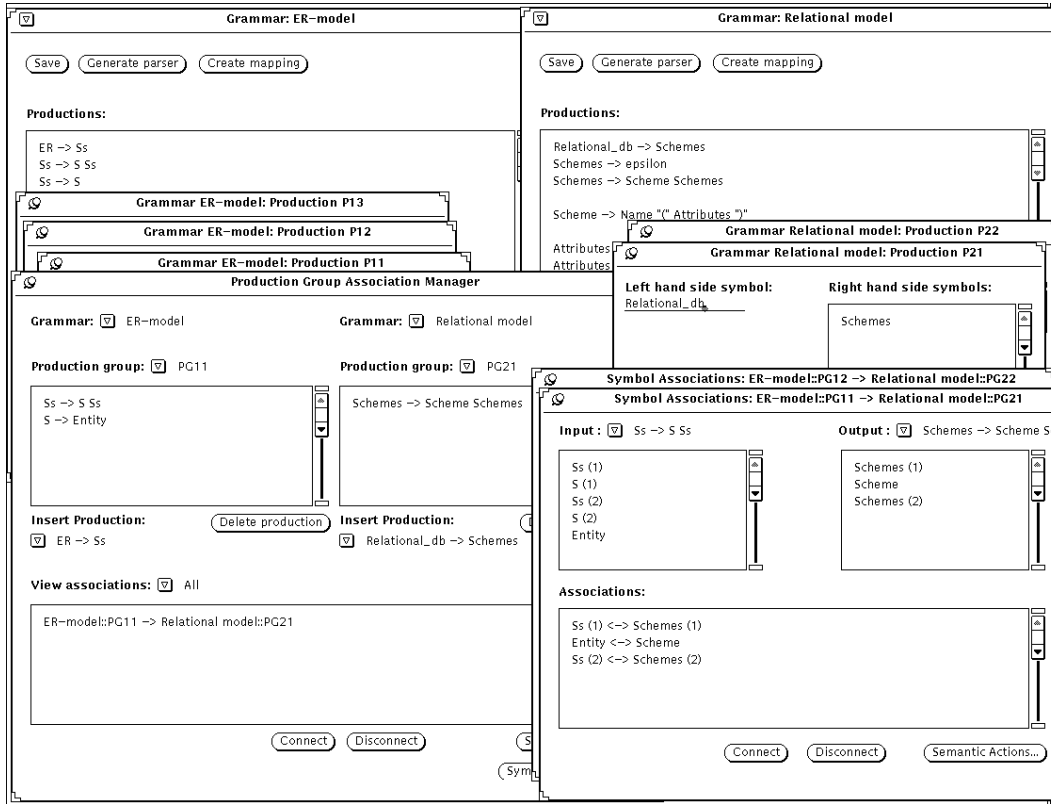 Grammar: ER-model
Save
Generate parser
Create mapping
Productions:
ER -> Ss
Ss -> S Ss
Ss -> S
Grammar: Relational model
Save
Generate parser
Create mapping
Productions:
Relational_db -> Schemes
Schemes -> epsilon
Schemes -> Scheme Schemes
Scheme -> Name "(" Attributes ")"
Attributes
Attributes
Grammar ER-model: Production P13
Grammar ER-model: Production P12
Grammar ER-model: Production P11
Grammar Relational model: Production P22
Grammar Relational model: Production P21
Left hand side symbol:
Relational_db
Right hand side symbols:
Schemes
Production Group Association Manager
Grammar: ER-model
Grammar: Relational model
Production group: PG11
Production group: PG21
Ss -> S Ss
S -> Entity
Schemes -> Scheme Schemes
Insert Production:
Delete production
ER -> Ss
Insert Production:
Relational_db -> Schemes
View associations: All
ER-model::PG11 -> Relational model::PG21
Connect
Disconnect
S
Sym
Symbol Associations: ER-model::PG12 -> Relational model::PG22
Symbol Associations: ER-model::PG11 -> Relational model::PG21
Input : Ss -> S Ss
Output : Schemes -> Scheme S
Ss (1)
S (1)
Ss (2)
S (2)
Entity
Schemes (1)
Scheme
Schemes (2)
Associations:
Ss (1) <-> Schemes (1)
Entity <-> Scheme
Ss (2) <-> Schemes (2)
Connect
Disconnect
Semantic Actions...